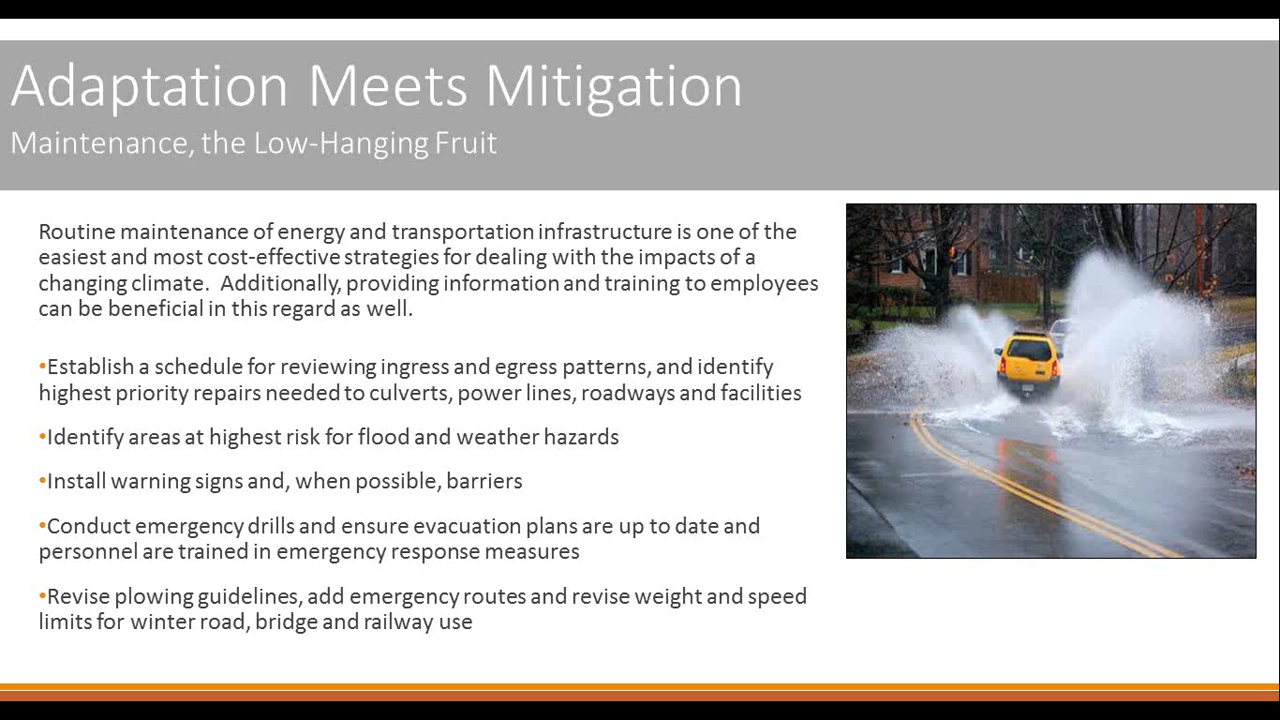 Adaptation Meets Mitigation
Maintenance, the Low-Hanging Fruit
Routine maintenance of energy and transportation infrastructure is one of the
easiest and most cost-effective strategies for dealing with the impacts of a
changing climate.  Additionally, providing information and training to employees
can be beneficial in this regard as well.
•Establish a schedule for reviewing ingress and egress patterns, and identify
highest priority repairs needed to culverts, power lines, roadways and facilities
•Identify areas at highest risk for flood and weather hazards
•Install warning signs and, when possible, barriers
•Conduct emergency drills and ensure evacuation plans are up to date and
personnel are trained in emergency response measures
•Revise plowing guidelines, add emergency routes and revise weight and speed
limits for winter road, bridge and railway use